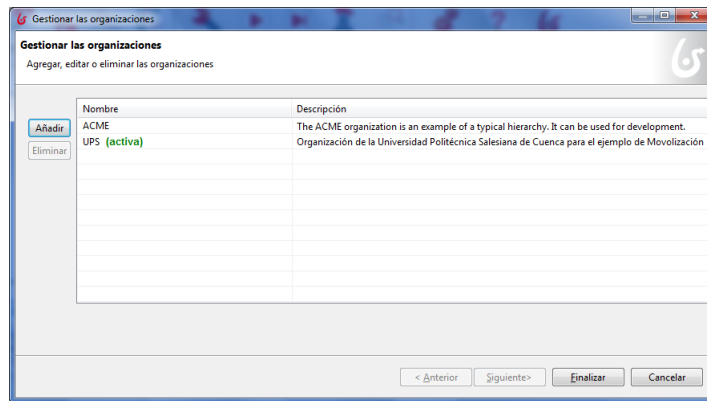 Gestionar las organizaciones
Gestionar las organizaciones
Agregar, editar o eliminar las organizaciones
Nombre Descripción
Añadir ACME The ACME organization is an example of a typical hierarchy. It can be used for development.
Eliminar UPS (activa) Organización de la Universidad Politécnica Salesiana de Cuenca para el ejemplo de Movolización
< Anterior Siguiente> Finalizar Cancelar